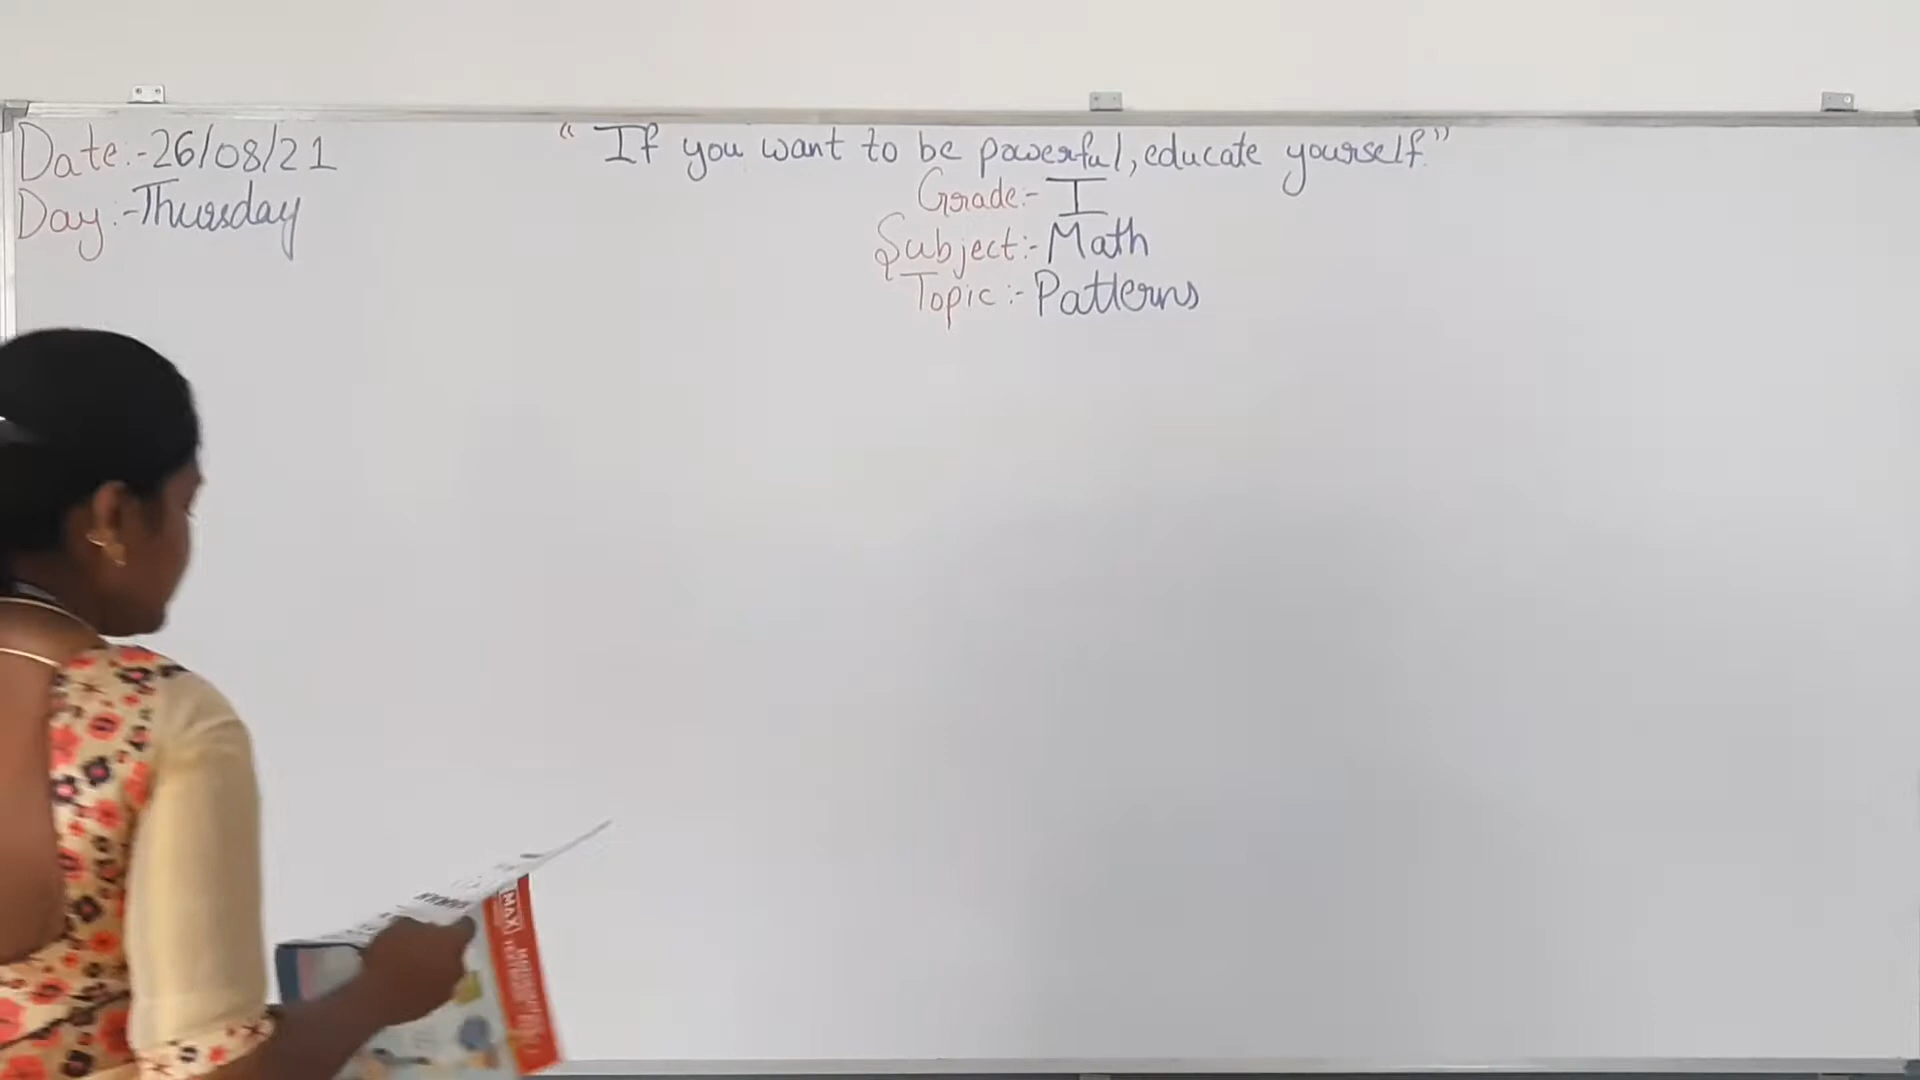 Date:-26/08/21
Day:-Thursday
“If you want to be powerful, educate yourself.”
Grade:- I
Subject:- Math
Topic:- Patterns
MAX